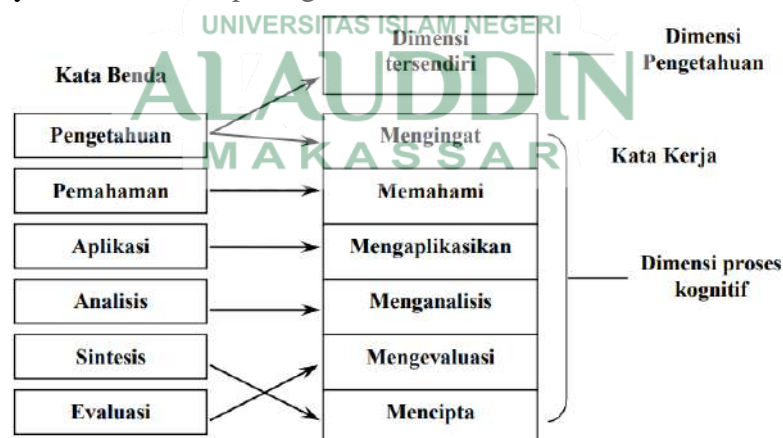 UNIVERSITAS ISLAM NEGERI
ALAUDDIN
MAKASSAR
Kata Benda
Pengetahuan
Pemahaman
Aplikasi
Analisis
Sintesis
Evaluasi
Dimensi
tersendiri
Mengingat
Memahami
Mengaplikasikan
Menganalisis
Mengevaluasi
Mencipta
Dimensi
Pengetahuan
Kata Kerja
Dimensi proses
kognitif